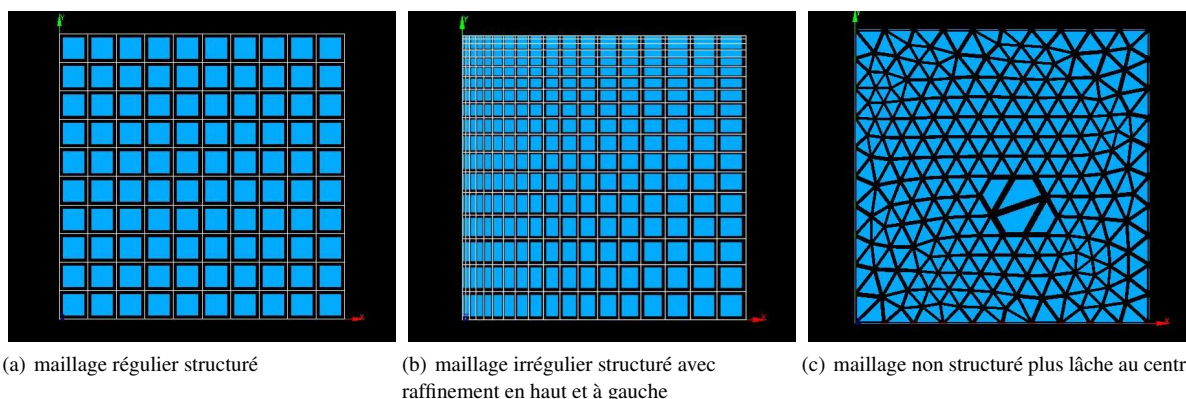 Y
X
Y
X
X
(a) maillage régulier structuré
(b) maillage irrégulier structuré avec
raffinement en haut et à gauche
(c) maillage non structuré plus lâche au centr